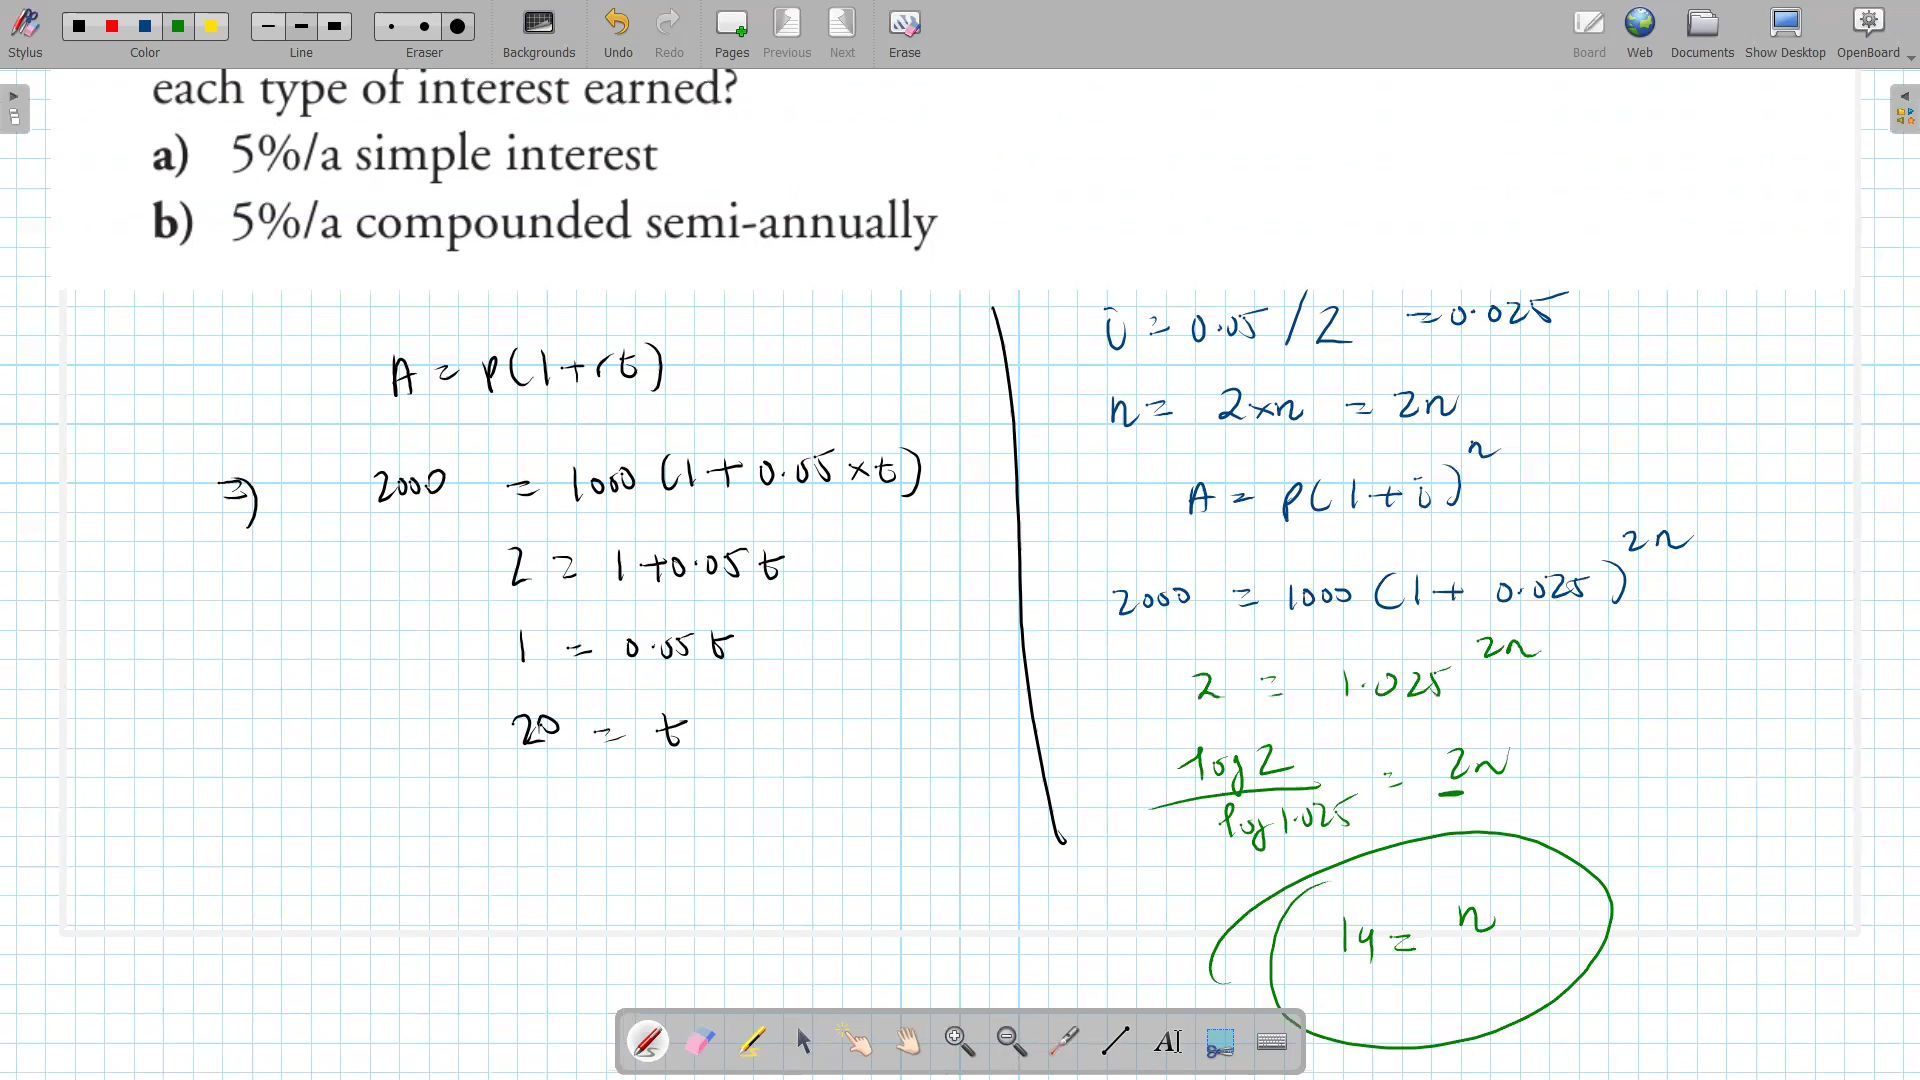 Stylus Color Line Eraser Backgrounds Undo Redo Pages Previous Next Erase Board Web Documents Show Desktop OpenBoard
each type of interest earned?
a) 5%/a simple interest
b) 5%/a compounded semi-annually
A = P(1+rt)
⇒ 2000 = 1000 (1 + 0.05 × t)
2 = 1 + 0.05 t
1 = 0.05 t
20 = t
i = 0.05 / 2 = 0.025
n = 2×n = 2n
A = P(1+i)^n
2000 = 1000 (1 + 0.025)^2n
2 = 1.025^2n
log 2 / log 1.025 = 2n
14 = n